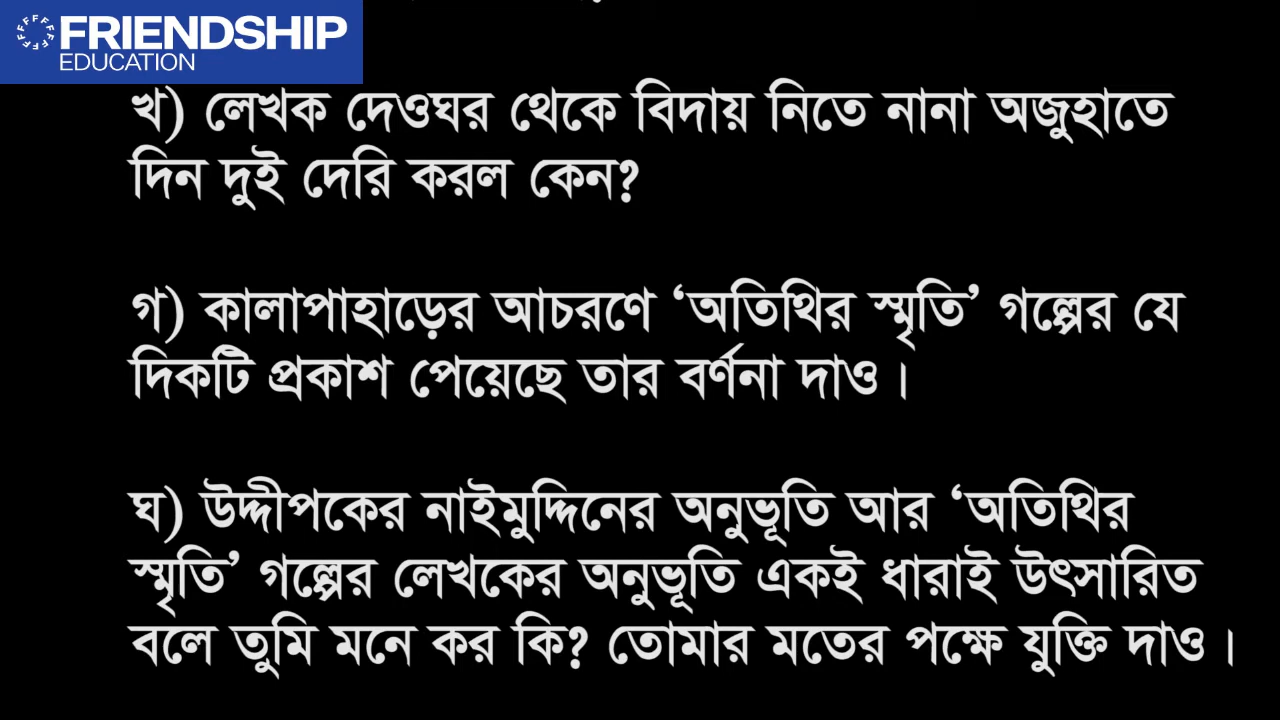 FRIENDSHIP
EDUCATION
খ) লেখক দেওঘর থেকে বিদায় নিতে নানা অজুহাতে
দিন দুই দেরি করল কেন?
গ) কালাপাহাড়ের আচরণে ‘অতিথির স্মৃতি’ গল্পের যে
দিকটি প্রকাশ পেয়েছে তার বর্ণনা দাও।
ঘ) উদ্দীপকের নাইমুদ্দিনের অনুভূতি আর ‘অতিথির
স্মৃতি’ গল্পের লেখকের অনুভূতি একই ধারাই উৎসারিত
বলে তুমি মনে কর কি? তোমার মতের পক্ষে যুক্তি দাও।